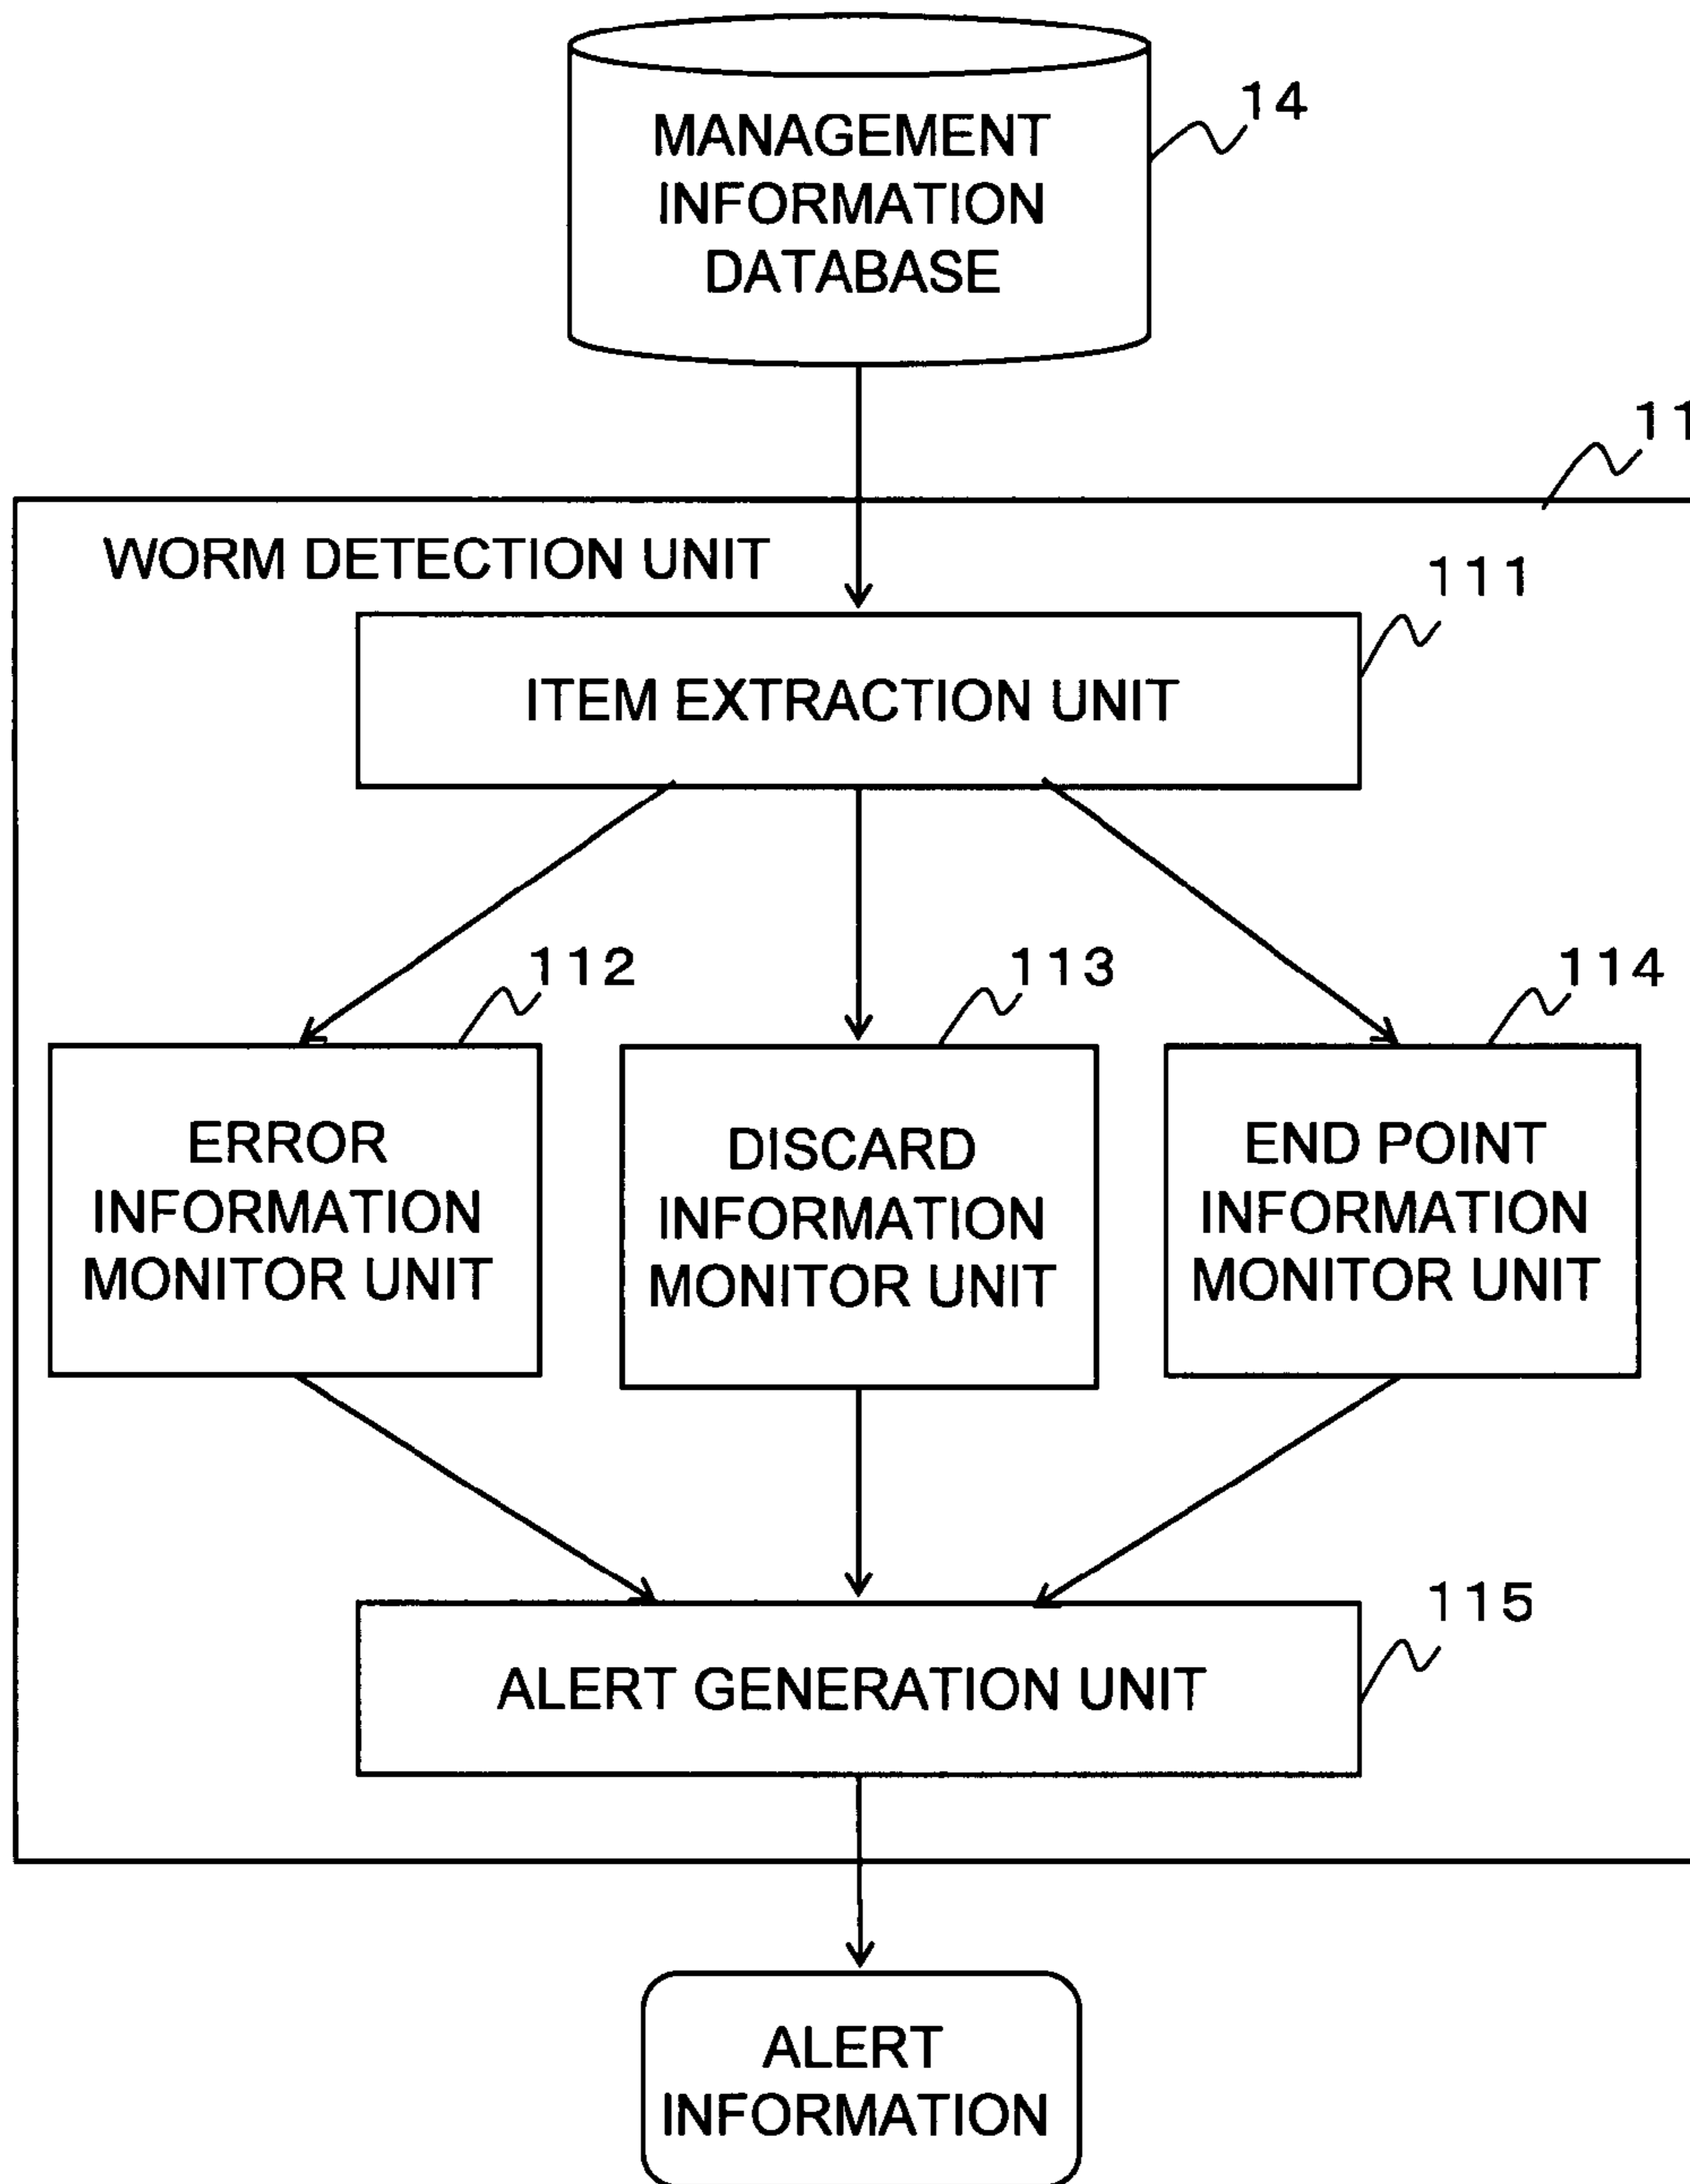 MANAGEMENT
INFORMATION
DATABASE
14
11
WORM DETECTION UNIT
111
ITEM EXTRACTION UNIT
112
113
114
ERROR
INFORMATION
MONITOR UNIT
DISCARD
INFORMATION
MONITOR UNIT
END POINT
INFORMATION
MONITOR UNIT
115
ALERT GENERATION UNIT
ALERT
INFORMATION